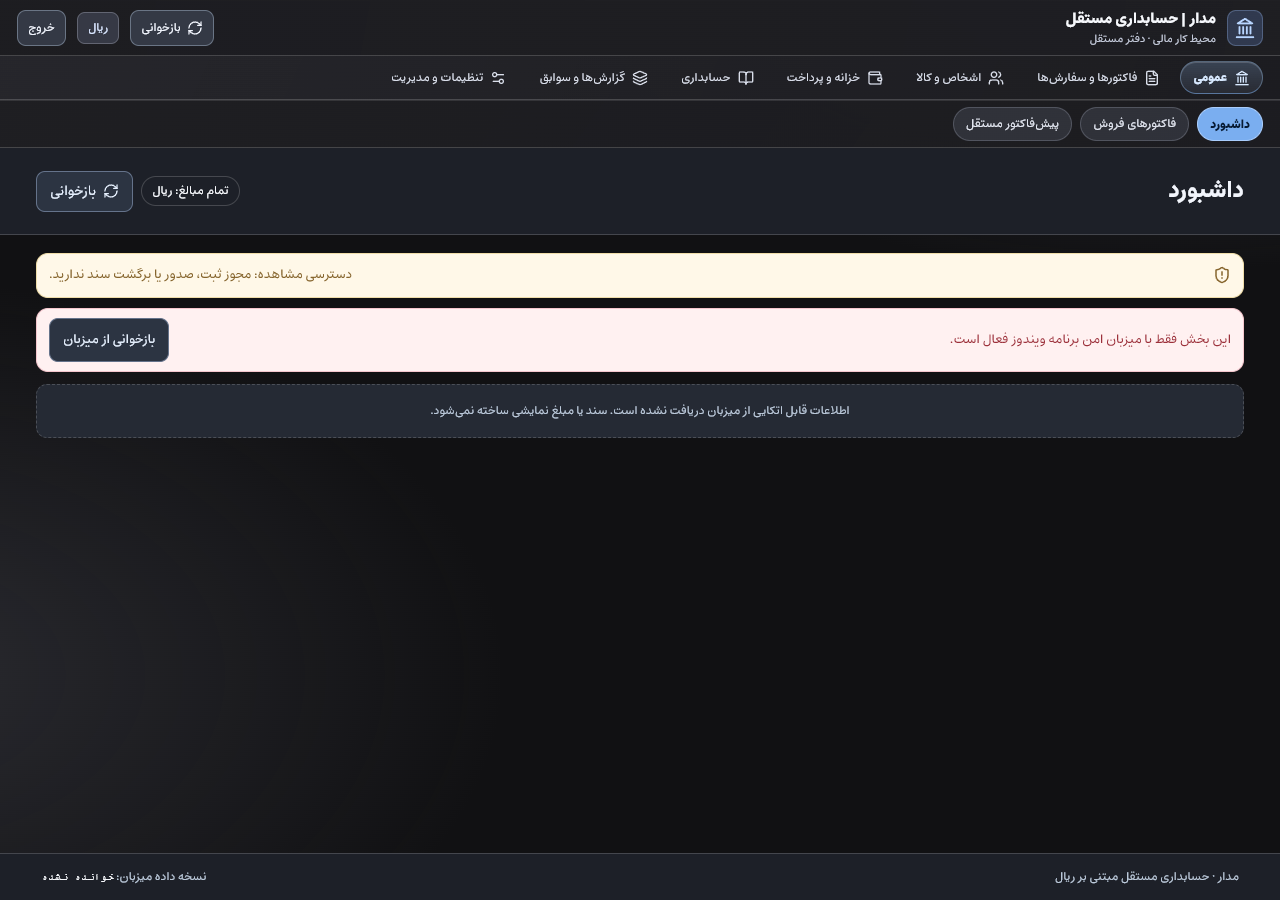 مدار | حسابداری مستقل
محیط کار مالی · دفتر مستقل
بازخوانی
ریال
خروج
عمومی
فاکتورها و سفارش‌ها
اشخاص و کالا
خزانه و پرداخت
حسابداری
گزارش‌ها و سوابق
تنظیمات و مدیریت
داشبورد
فاکتورهای فروش
پیش‌فاکتور مستقل
داشبورد
تمام مبالغ: ریال
بازخوانی
دسترسی مشاهده: مجوز ثبت، صدور یا برگشت سند ندارید.
این بخش فقط با میزبان امن برنامه ویندوز فعال است.
بازخوانی از میزبان
اطلاعات قابل اتکایی از میزبان دریافت نشده است. سند یا مبلغ نمایشی ساخته نمی‌شود.
مدار · حسابداری مستقل مبتنی بر ریال
نسخه داده میزبان: خوانده نشده